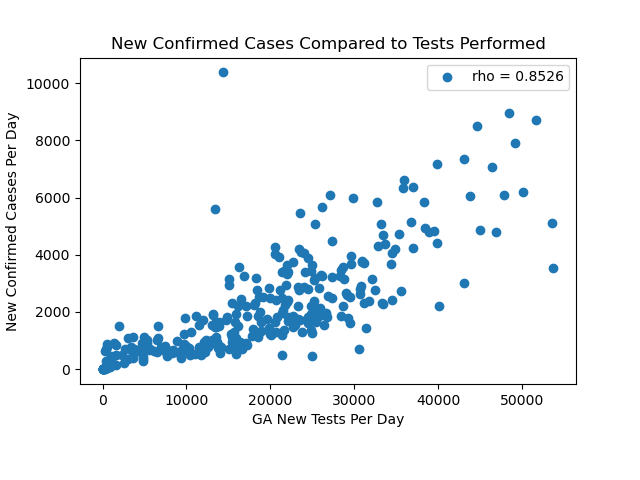 New Confirmed Cases Compared to Tests Performed
rho = 0.8526
10000
8000
6000
4000
2000
0
New Confirmed Caeses Per Day
0 10000 20000 30000 40000 50000
GA New Tests Per Day